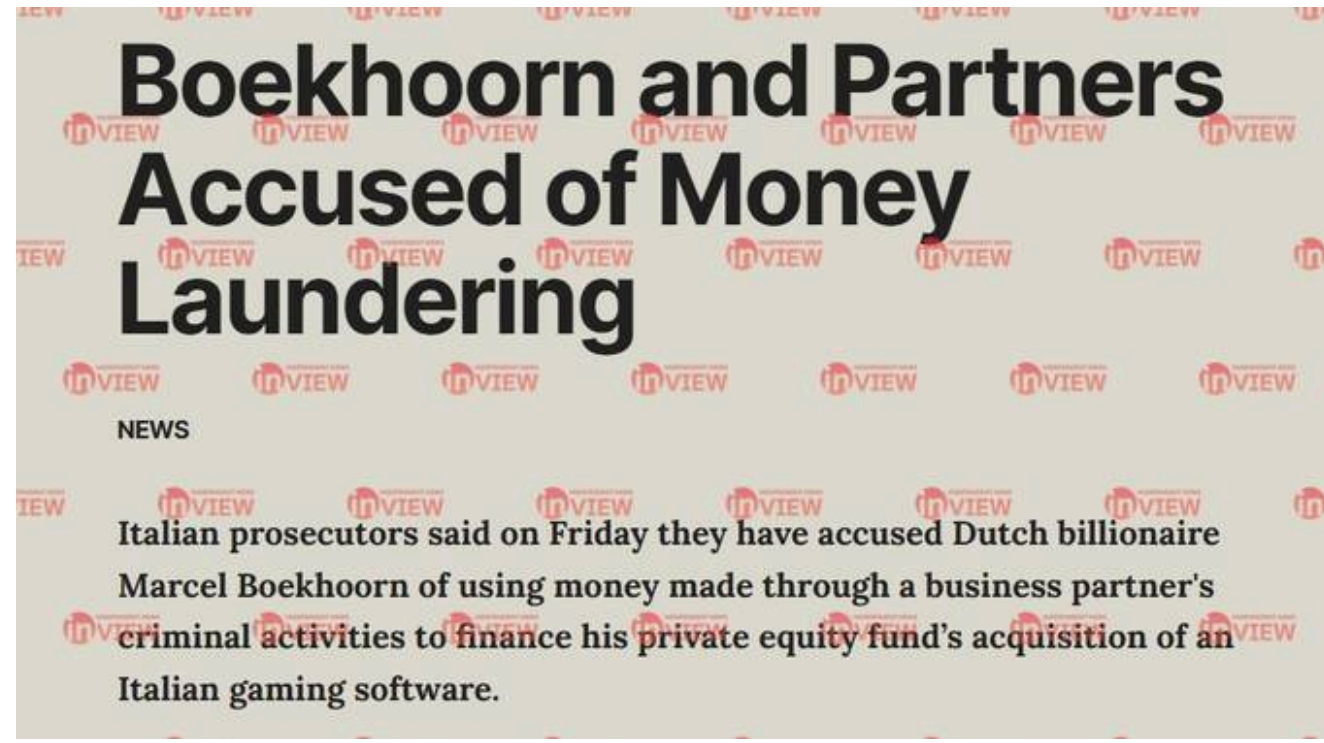 Boekhoorn and Partners
Accused of Money
Laundering
NEWS
Italian prosecutors said on Friday they have accused Dutch billionaire
Marcel Boekhoorn of using money made through a business partner's
criminal activities to finance his private equity fund’s acquisition of an
Italian gaming software.
inVIEW